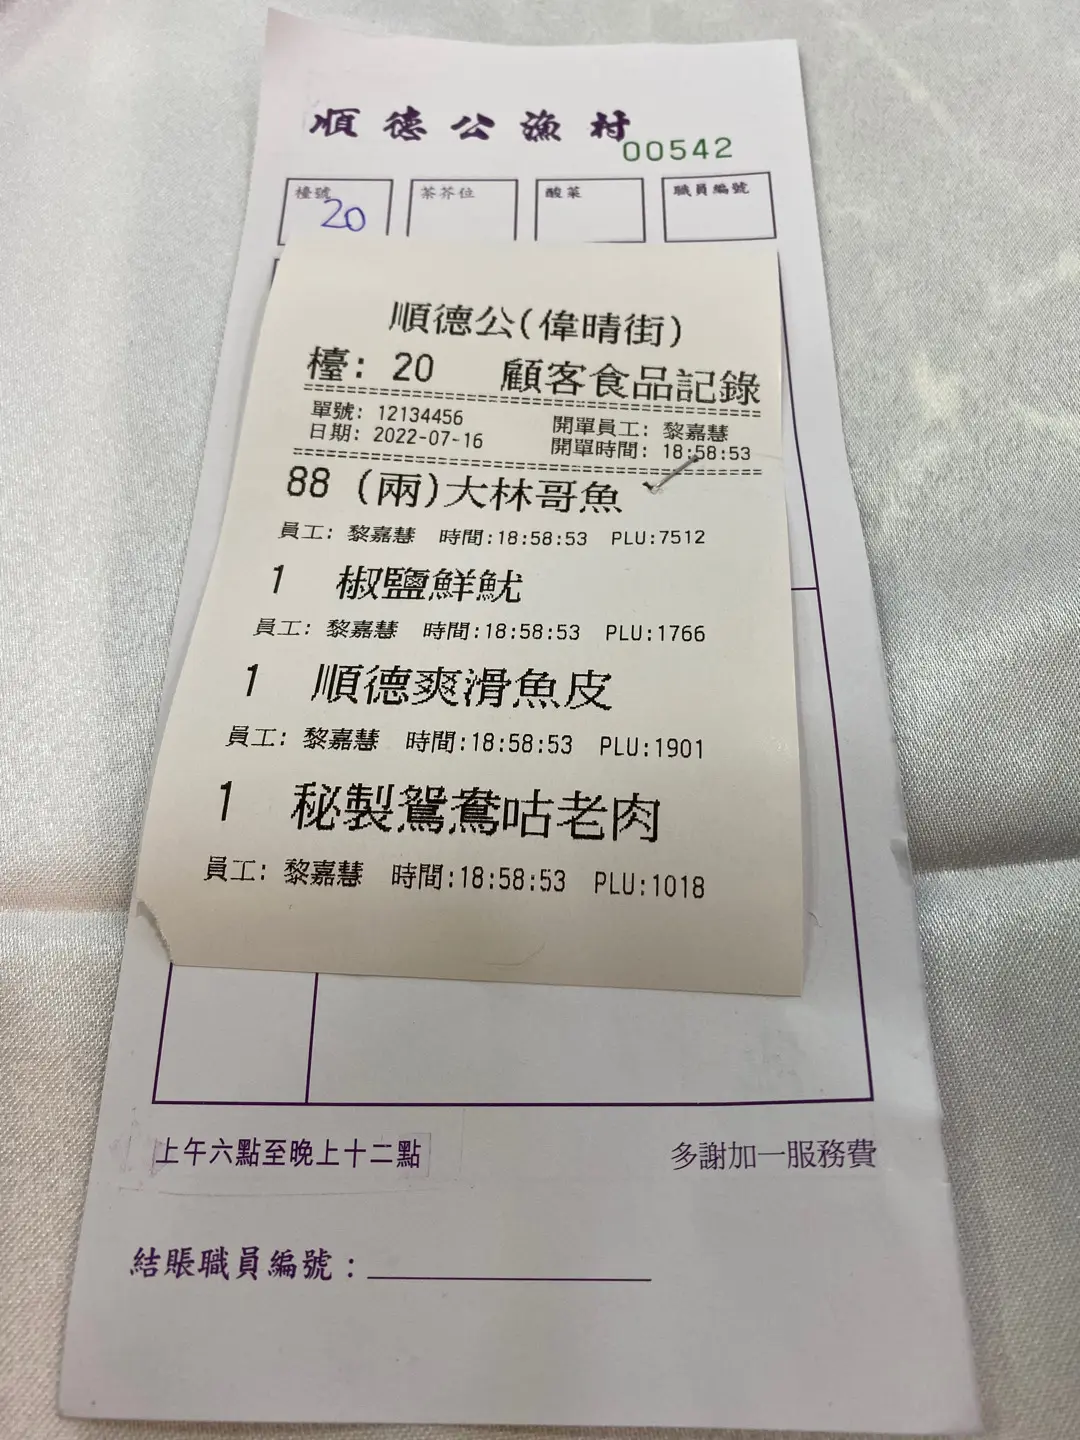 順德公漁村
00542
檯號 茶芥位 酸菜 職員編號
20
順德公(偉晴街)
檯: 20 顧客食品記錄
單號: 12134456 開單員工: 黎嘉慧
日期: 2022-07-16 開單時間: 18:58:53
88 (兩)大林哥魚
員工: 黎嘉慧 時間:18:58:53 PLU:7512
1 椒鹽鮮魷
員工: 黎嘉慧 時間:18:58:53 PLU:1766
1 順德爽滑魚皮
員工: 黎嘉慧 時間:18:58:53 PLU:1901
1 秘製鴛鴦咕老肉
員工: 黎嘉慧 時間:18:58:53 PLU:1018
上午六點至晚上十二點 多謝加一服務費
結賬職員編號：